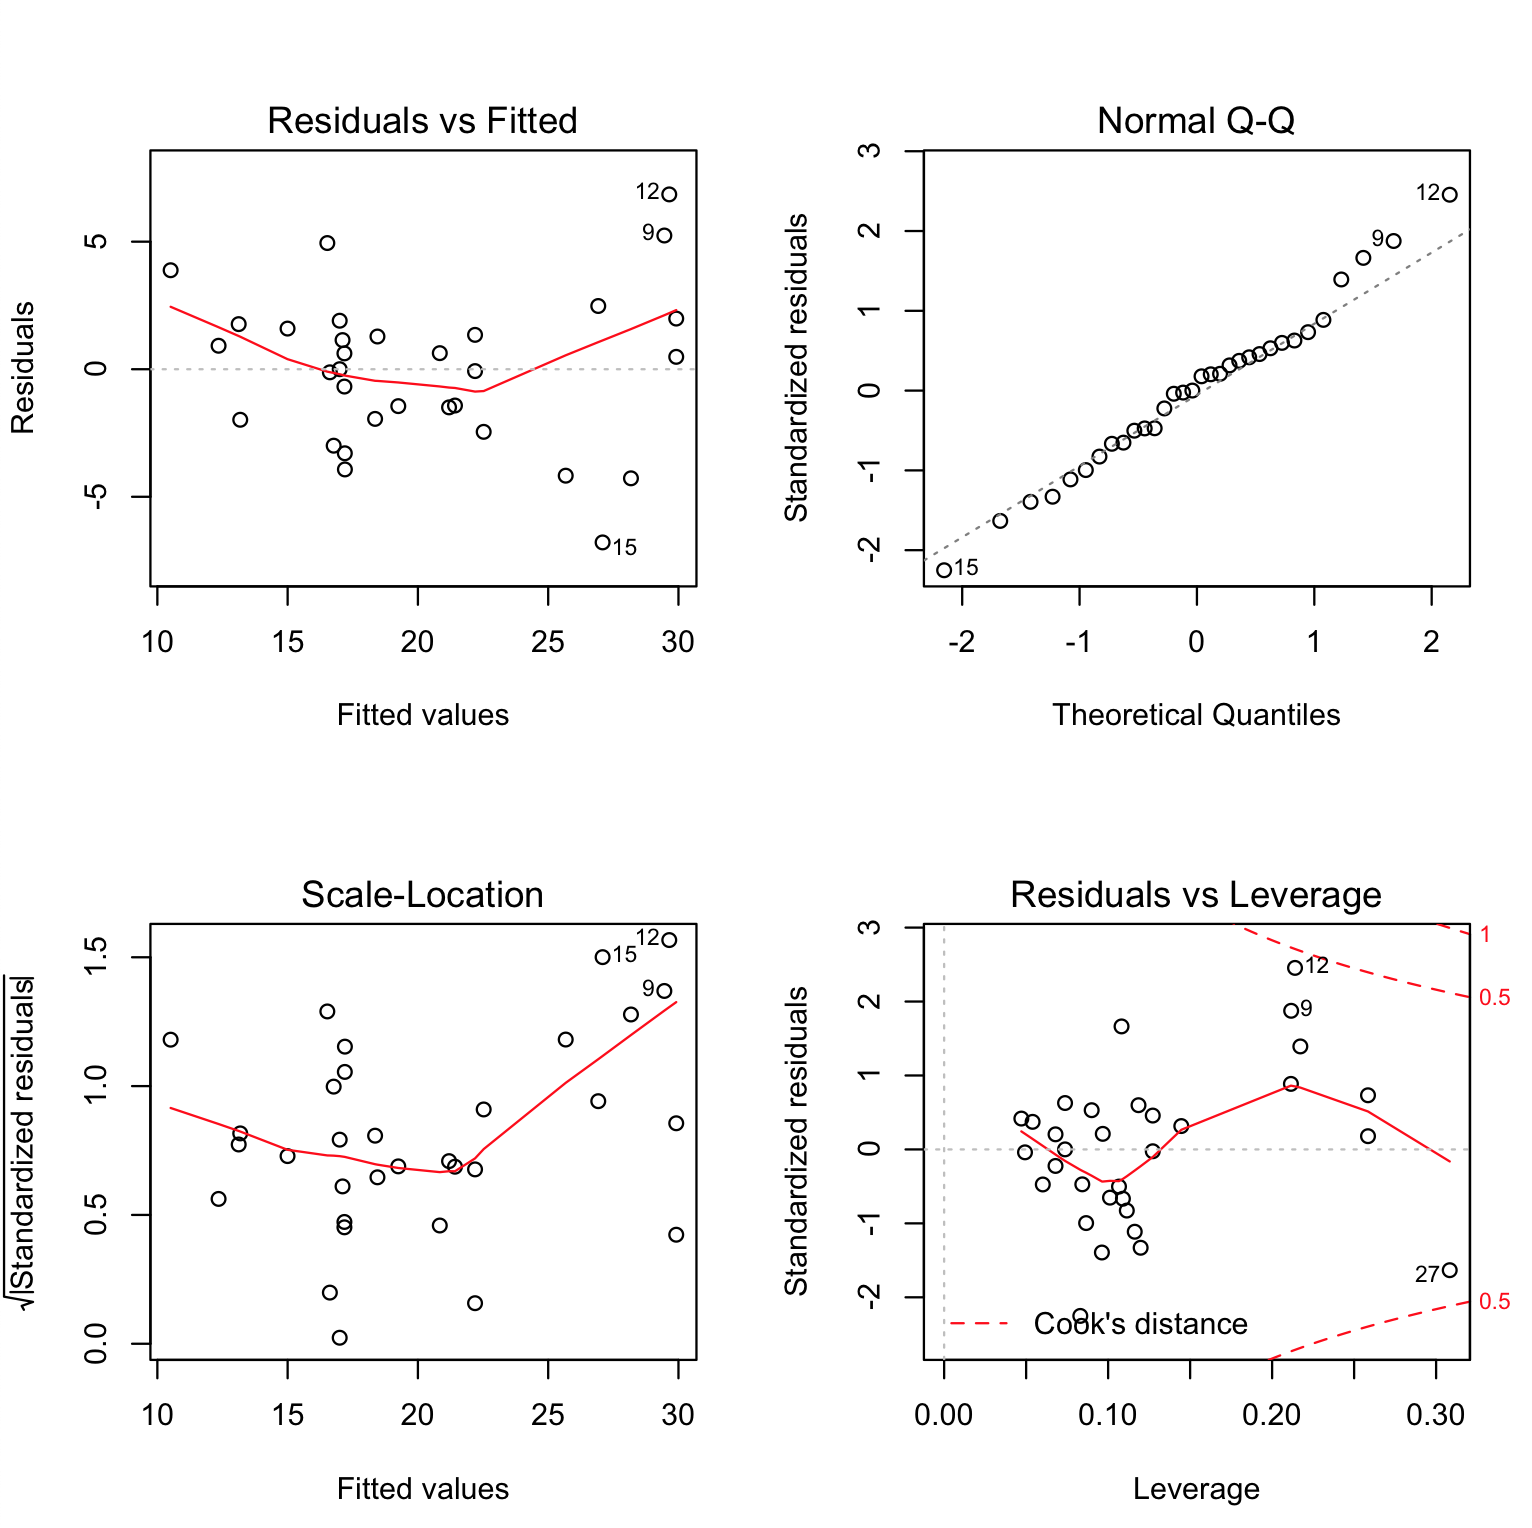 Residuals vs Fitted
Residuals
5
0
-5
12
9
15
10 15 20 25 30
Fitted values
Normal Q-Q
Standardized residuals
3
2
1
0
-1
-2
12
9
15
-2 -1 0 1 2
Theoretical Quantiles
Scale-Location
√|Standardized residuals|
1.5
1.0
0.5
0.0
12
15
9
10 15 20 25 30
Fitted values
Residuals vs Leverage
Standardized residuals
3
2
1
0
-1
-2
1
0.5
0.5
12
9
27
Cook's distance
0.00 0.10 0.20 0.30
Leverage